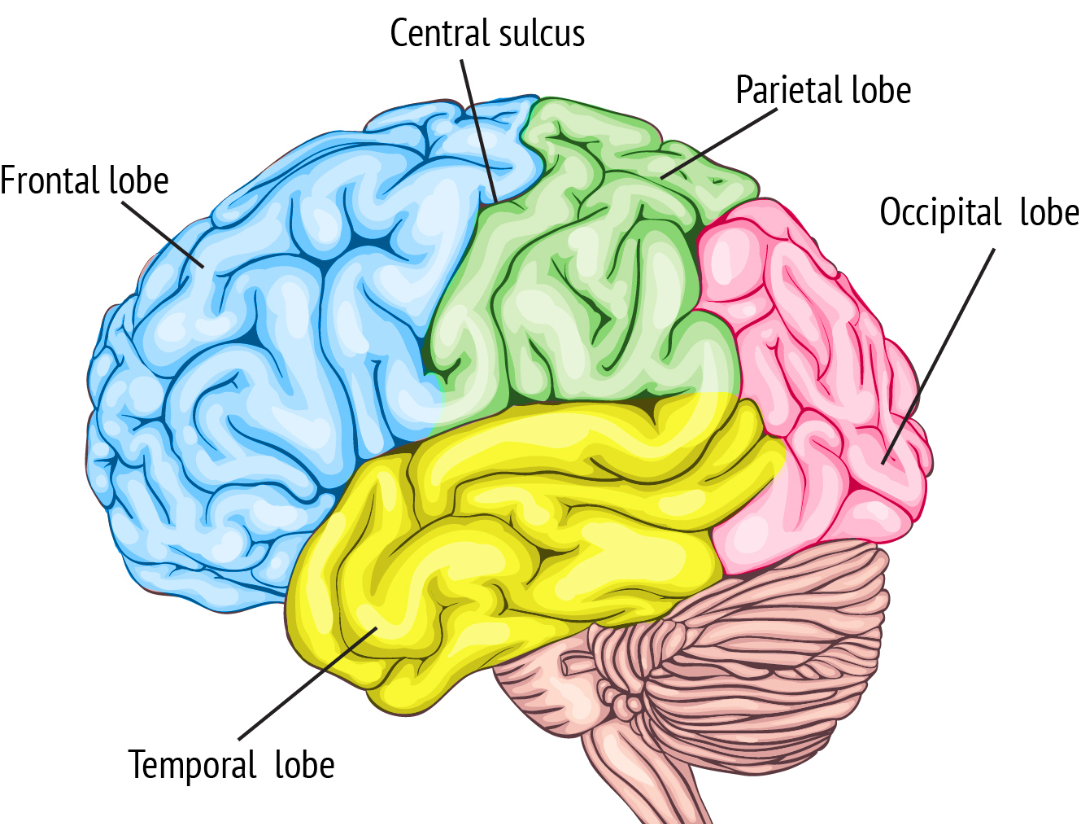 Central sulcus
Parietal lobe
Frontal lobe
Occipital lobe
Temporal lobe